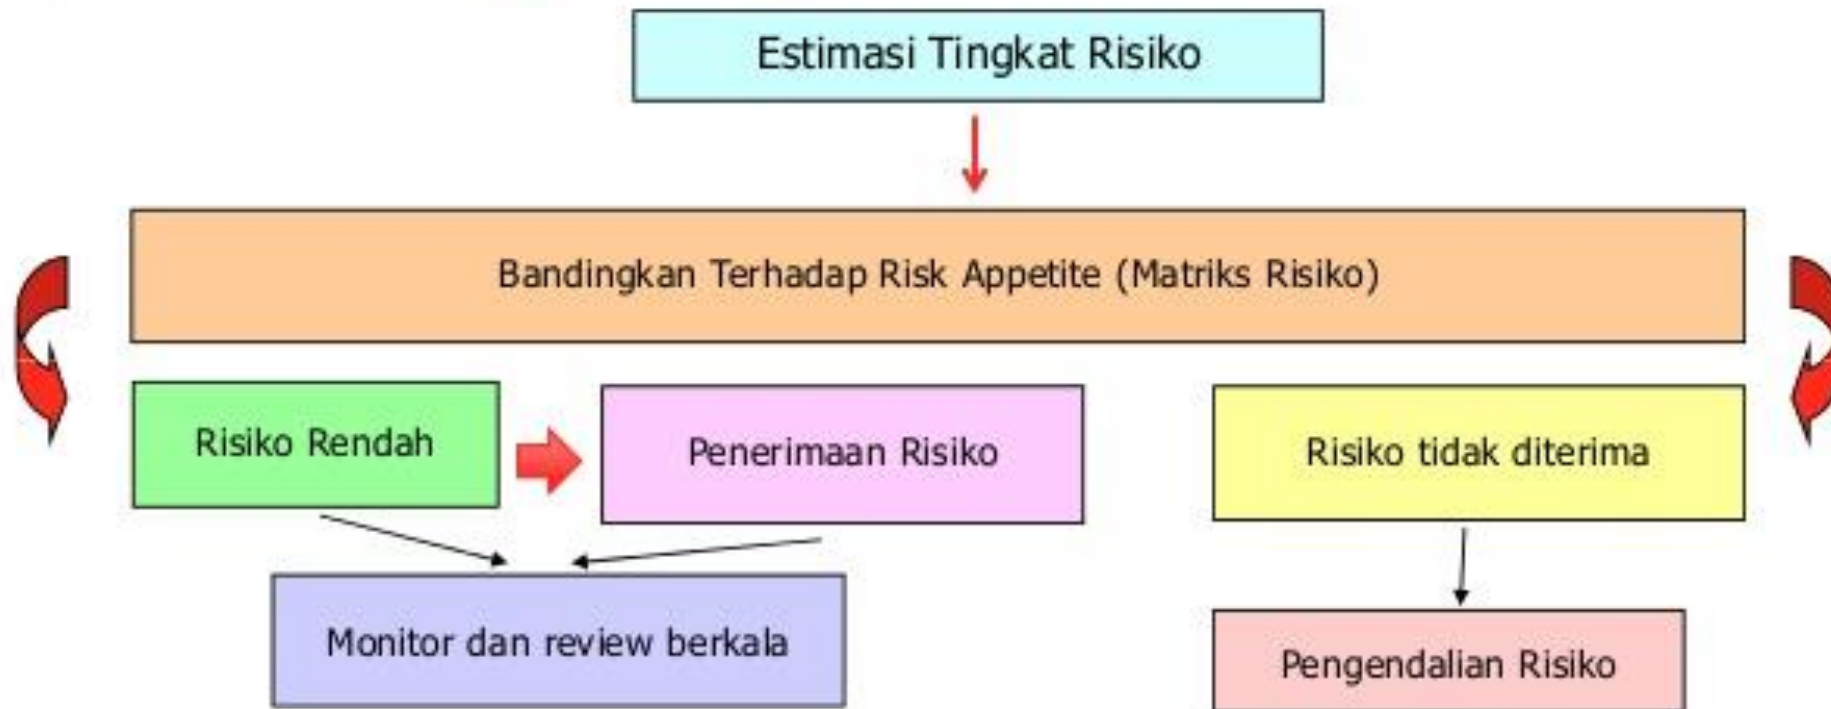 Estimasi Tingkat Risiko
Bandingkan Terhadap Risk Appetite (Matriks Risiko)
Risiko Rendah
Penerimaan Risiko
Risiko tidak diterima
Monitor dan review berkala
Pengendalian Risiko